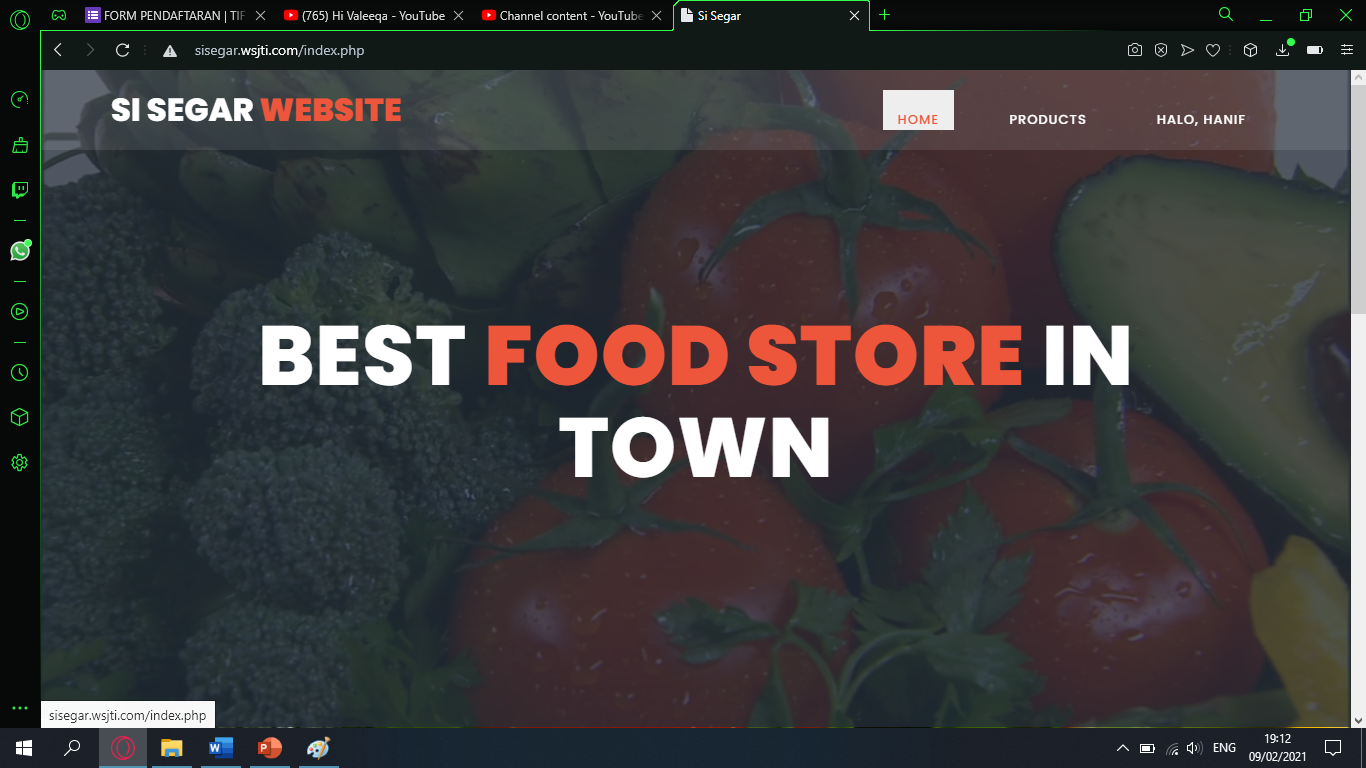 FORM PENDAFTARAN | TIF
(765) Hi Valeeqa - YouTube
Channel content - YouTube
Si Segar
sisegar.wsjti.com/index.php
SI SEGAR WEBSITE
HOME
PRODUCTS
HALO, HANIF
BEST FOOD STORE IN
TOWN
sisegar.wsjti.com/index.php
ENG
19:12
09/02/2021